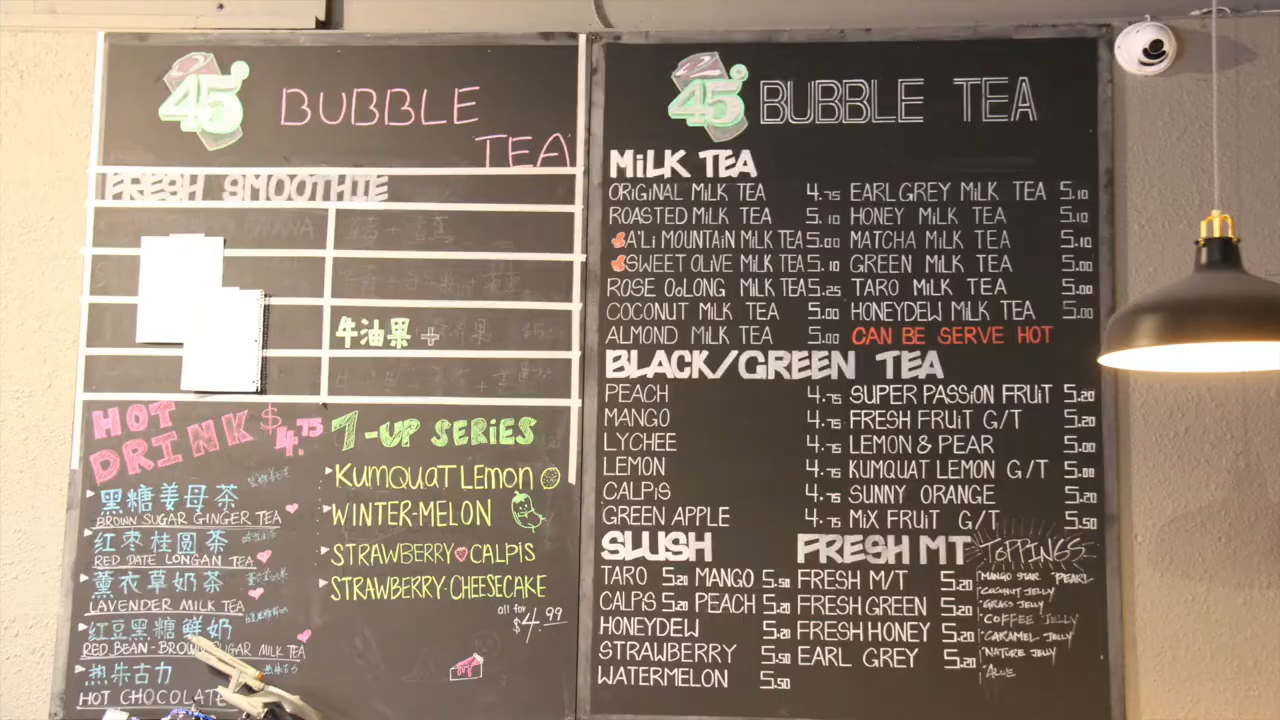 45°
BUBBLE
TEA
FRESH SMOOTHIE
牛油果 +
HOT
DRINK $4.75
黑糖姜母茶
BROWN SUGAR GINGER TEA
红枣桂圆茶
RED DATE LONGAN TEA
薰衣草奶茶
LAVENDER MILK TEA
红豆黑糖鲜奶
RED BEAN-BROWN SUGAR MILK TEA
热朱古力
HOT CHOCOLATE
7-UP SERIES
KUMQUAT LEMON
WINTER-MELON
STRAWBERRY CALPIS
STRAWBERRY·CHEESECAKE
all for
$4.99
45°
BUBBLE TEA
MiLK TEA
ORiGiNAL MiLK TEA 4.75
ROASTED MiLK TEA 5.10
A'Li MOUNTAiN MiLK TEA 5.00
SWEET OLiVE MiLK TEA 5.10
ROSE OoLONG MiLK TEA 5.25
COCONUT MiLK TEA 5.00
ALMOND MiLK TEA 5.00
EARL GREY MiLK TEA 5.10
HONEY MiLK TEA 5.10
MATCHA MiLK TEA 5.10
GREEN MiLK TEA 5.00
TARO MiLK TEA 5.00
HONEYDEW MiLK TEA 5.00
CAN BE SERVE HOT
BLACK/GREEN TEA
PEACH 4.75
MANGO 4.75
LYCHEE 4.75
LEMON 4.75
CALPiS 4.75
GREEN APPLE 4.75
SUPER PASSiON FRUiT 5.20
FRESH FRUiT G/T 5.20
LEMON & PEAR 5.00
KUMQUAT LEMON G/T 5.00
SUNNY ORANGE 5.20
MiX FRUiT G/T 5.50
SLUSH
TARO 5.20 MANGO 5.50
CALPiS 5.20 PEACH 5.20
HONEYDEW 5.20
STRAWBERRY 5.50
WATERMELON 5.50
FRESH MT
FRESH M/T 5.20
FRESH GREEN 5.20
FRESH HONEY 5.20
EARL GREY 5.20
TOPPINGS
MANGO STAR PEARL
COCONUT JELLY
GRASS JELLY
COFFEE JELLY
CARAMEL JELLY
NATURE JELLY
ALOE